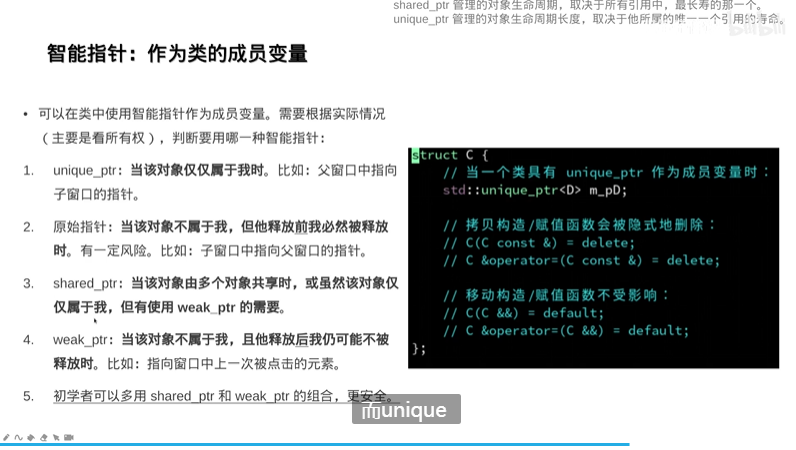 shared_ptr 管理的对象生命周期，取决于所有引用中，最长寿的那一个。
unique_ptr 管理的对象生命周期长度，取决于他所属的唯一一个引用的寿命。
智能指针：作为类的成员变量
• 可以在类中使用智能指针作为成员变量。需要根据实际情况
（主要是看所有权），判断要用哪一种智能指针：
1. unique_ptr：当该对象仅仅属于我时。比如：父窗口中指向
子窗口的指针。
2. 原始指针：当该对象不属于我，但他释放前我必然被释放
时。有一定风险。比如：子窗口中指向父窗口的指针。
3. shared_ptr：当该对象由多个对象共享时，或虽然该对象仅
仅属于我，但有使用 weak_ptr 的需要。
4. weak_ptr：当该对象不属于我，且他释放后我仍可能不被
释放时。比如：指向窗口中上一次被点击的元素。
5. 初学者可以多用 shared_ptr 和 weak_ptr 的组合，更安全。
struct C {
// 当一个类具有 unique_ptr 作为成员变量时：
std::unique_ptr<D> m_pD;
// 拷贝构造/赋值函数会被隐式地删除：
// C(C const &) = delete;
// C &operator=(C const &) = delete;
// 移动构造/赋值函数不受影响：
// C(C &&) = default;
// C &operator=(C &&) = default;
};
而unique
bilibili